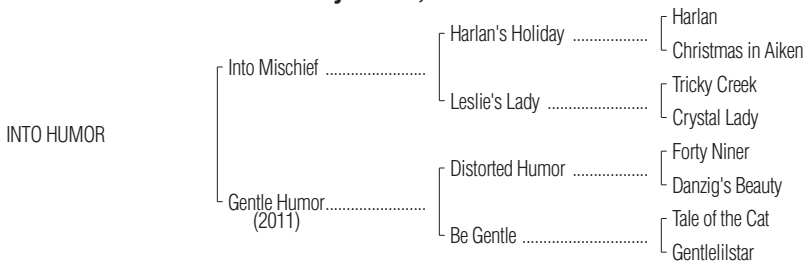 Harlan
Harlan's Holiday ..................
Christmas in Aiken
Into Mischief ........................
Tricky Creek
Leslie's Lady ........................
Crystal Lady
INTO HUMOR
Forty Niner
Distorted Humor ..................
Danzig's Beauty
Gentle Humor........................
(2011)
Tale of the Cat
Be Gentle ..............................
Gentlelilstar